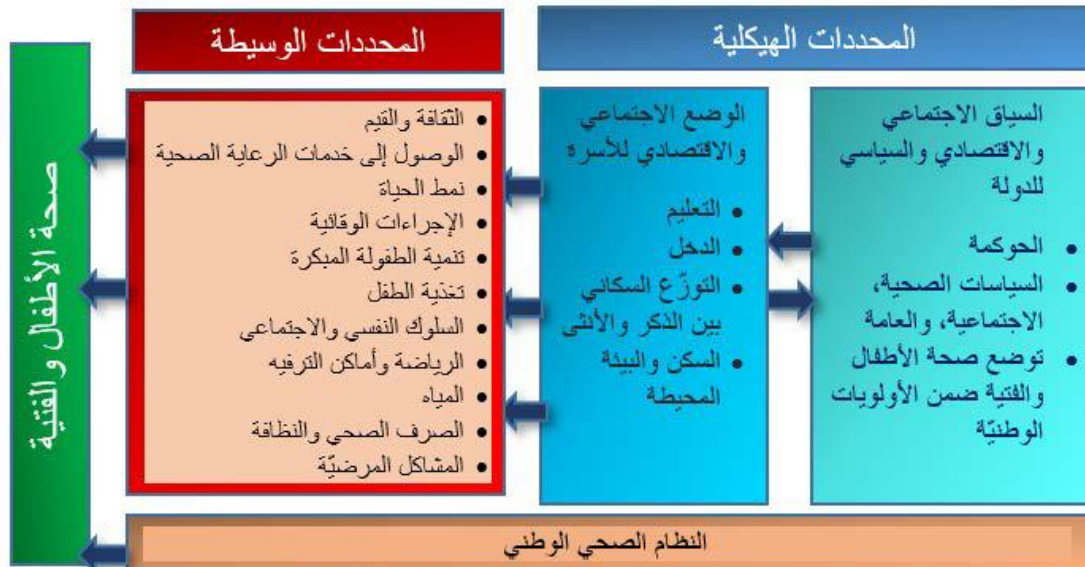 المحددات الهيكلية
السياق الاجتماعي
والاقتصادي والسياسي
للدولة
• الحوكمة
• السياسات الصحية،
الاجتماعية، والعامة
• توضع صحة الأطفال
والفتية ضمن الأولويات
الوطنيّة
الوضع الاجتماعي
والاقتصادي للأسره
• التعليم
• الدخل
• التوزّع السكاني
بين الذكر والأنثى
• السكن والبيئة
المحيطة
المحددات الوسيطة
• الثقافة والقيم
• الوصول إلى خدمات الرعاية الصحية
• نمط الحياة
• الإجراءات الوقائية
• تنمية الطفولة المبكرة
• تغذية الطفل
• السلوك النفسي والاجتماعي
• الرياضة وأماكن الترفيه
• المياه
• الصرف الصحي والنظافة
• المشاكل المرضيّة
صحة الأطفال والفتية
النظام الصحي الوطني